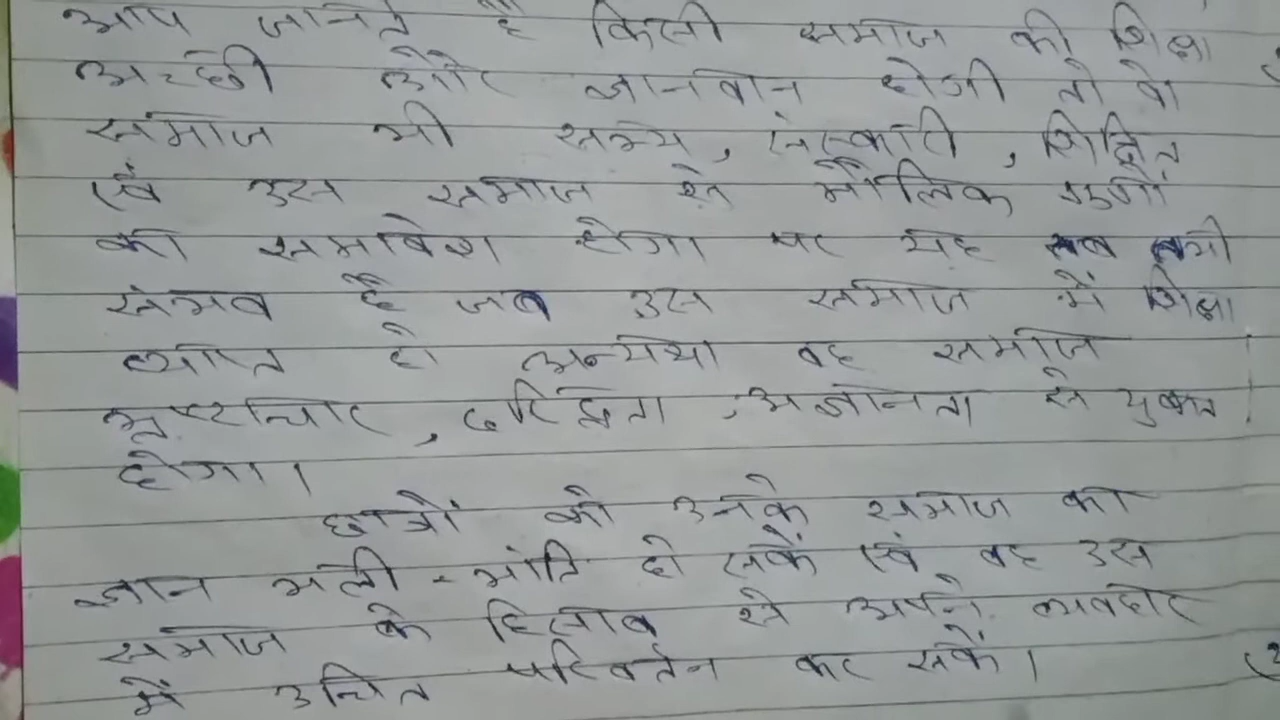 आप जानते हैं किसी समाज की शिक्षा
अच्छी और ज्ञानवान होगी तो वो
समाज भी सभ्य, संस्कारी, शिक्षित
एवं उस समाज से मौलिक गुणों
का समावेश होगा पर यह सब तभी
संभव है जब उस समाज में शिक्षा
व्याप्त हो अन्यथा वह समाज
भ्रष्टाचार, दरिद्रता, अज्ञानता से युक्त
होगा।
छात्रों को उनके समाज का
ज्ञान भली - भांति हो सकें एवं वह उस
समाज के हिसाब से अपने व्यवहार
में उचित परिवर्तन कर सकें।